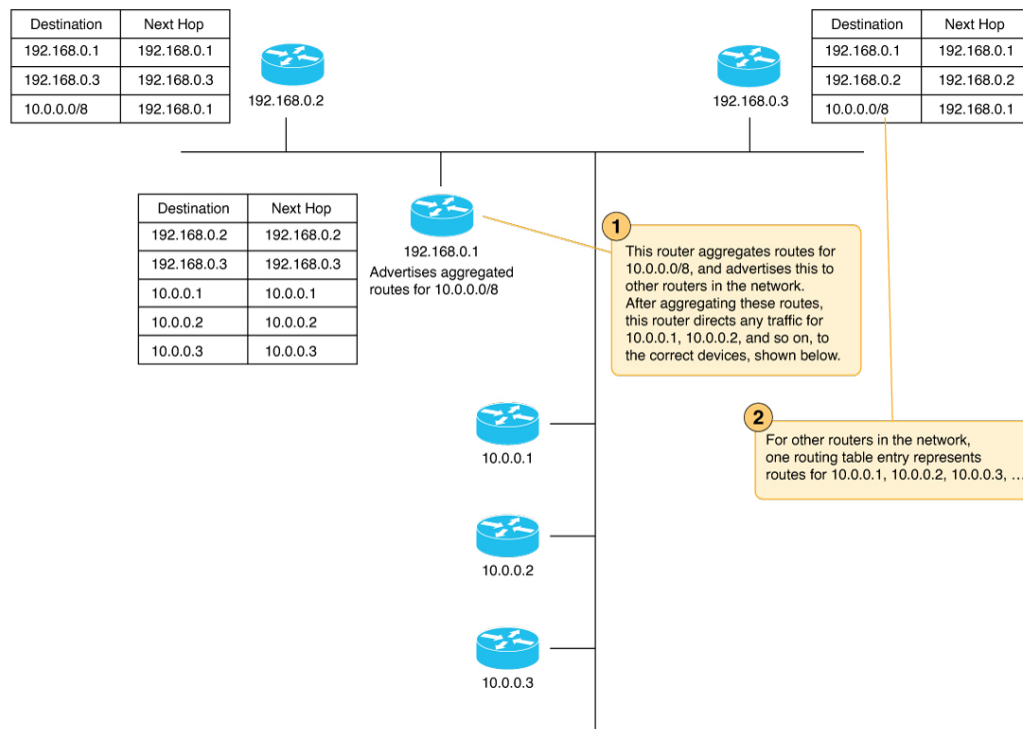 Destination Next Hop
192.168.0.1 192.168.0.1
192.168.0.3 192.168.0.3
10.0.0.0/8 192.168.0.1
192.168.0.2
192.168.0.3
Destination Next Hop
192.168.0.1 192.168.0.1
192.168.0.2 192.168.0.2
10.0.0.0/8 192.168.0.1
Destination Next Hop
192.168.0.2 192.168.0.2
192.168.0.3 192.168.0.3
10.0.0.1 10.0.0.1
10.0.0.2 10.0.0.2
10.0.0.3 10.0.0.3
192.168.0.1
Advertises aggregated
routes for 10.0.0.0/8
1
This router aggregates routes for
10.0.0.0/8, and advertises this to
other routers in the network.
After aggregating these routes,
this router directs any traffic for
10.0.0.1, 10.0.0.2, and so on, to
the correct devices, shown below.
2
For other routers in the network,
one routing table entry represents
routes for 10.0.0.1, 10.0.0.2, 10.0.0.3, ...
10.0.0.1
10.0.0.2
10.0.0.3